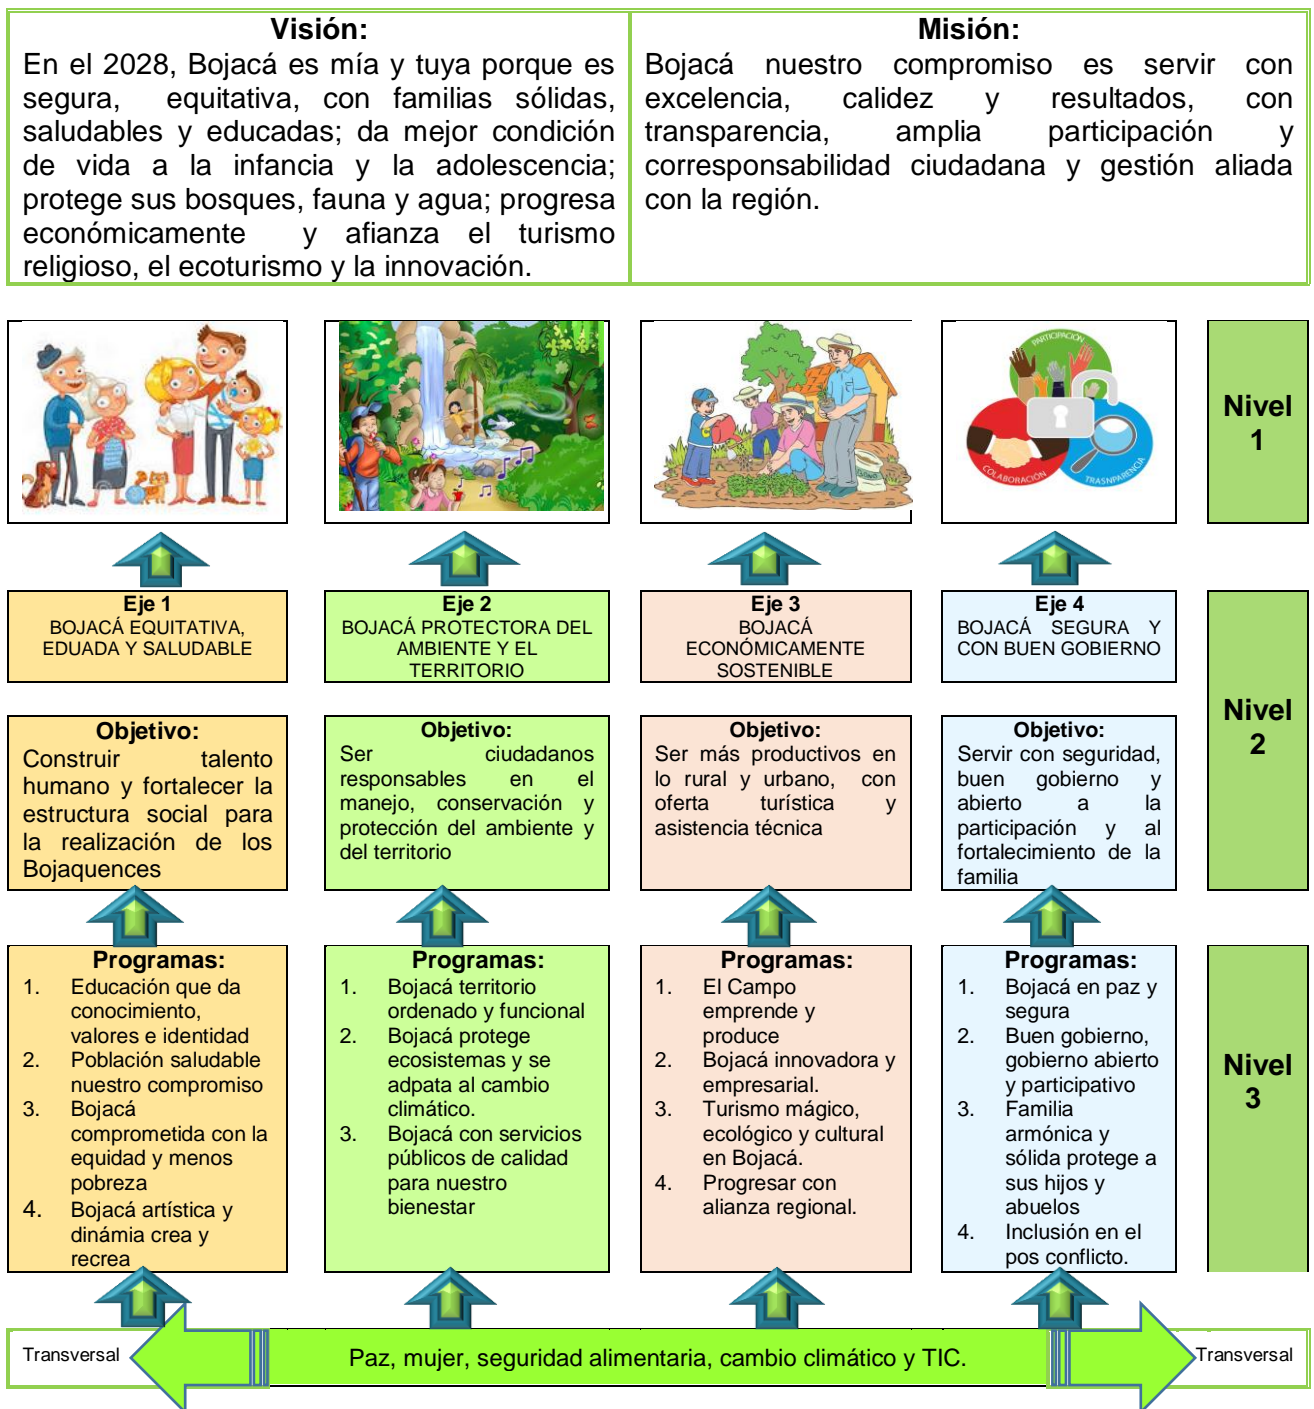 Visión:
En el 2028, Bojacá es mía y tuya porque es
segura, equitativa, con familias sólidas,
saludables y educadas; da mejor condición
de vida a la infancia y la adolescencia;
protege sus bosques, fauna y agua; progresa
económicamente y afianza el turismo
religioso, el ecoturismo y la innovación.
Misión:
Bojacá nuestro compromiso es servir con
excelencia, calidez y resultados, con
transparencia, amplia participación y
corresponsabilidad ciudadana y gestión aliada
con la región.
PARTICIPACIÓN
COLABORACIÓN
TRASNPARENCIA
Nivel
1
Eje 1
BOJACÁ EQUITATIVA,
EDUADA Y SALUDABLE
Eje 2
BOJACÁ PROTECTORA DEL
AMBIENTE Y EL
TERRITORIO
Eje 3
BOJACÁ
ECONÓMICAMENTE
SOSTENIBLE
Eje 4
BOJACÁ SEGURA Y
CON BUEN GOBIERNO
Nivel
2
Objetivo:
Construir talento
humano y fortalecer la
estructura social para
la realización de los
Bojaquences
Objetivo:
Ser ciudadanos
responsables en el
manejo, conservación y
protección del ambiente y
del territorio
Objetivo:
Ser más productivos en
lo rural y urbano, con
oferta turística y
asistencia técnica
Objetivo:
Servir con seguridad,
buen gobierno y
abierto a la
participación y al
fortalecimiento de la
familia
Programas:
1. Educación que da
conocimiento,
valores e identidad
2. Población saludable
nuestro compromiso
3. Bojacá
comprometida con la
equidad y menos
pobreza
4. Bojacá artística y
dinámia crea y
recrea
Programas:
1. Bojacá territorio
ordenado y funcional
2. Bojacá protege
ecosistemas y se
adpata al cambio
climático.
3. Bojacá con servicios
públicos de calidad
para nuestro
bienestar
Programas:
1. El Campo
emprende y
produce
2. Bojacá innovadora y
empresarial.
3. Turismo mágico,
ecológico y cultural
en Bojacá.
4. Progresar con
alianza regional.
Programas:
1. Bojacá en paz y
segura
2. Buen gobierno,
gobierno abierto
y participativo
3. Familia
armónica y
sólida protege a
sus hijos y
abuelos
4. Inclusión en el
pos conflicto.
Nivel
3
Transversal
Paz, mujer, seguridad alimentaria, cambio climático y TIC.
Transversal